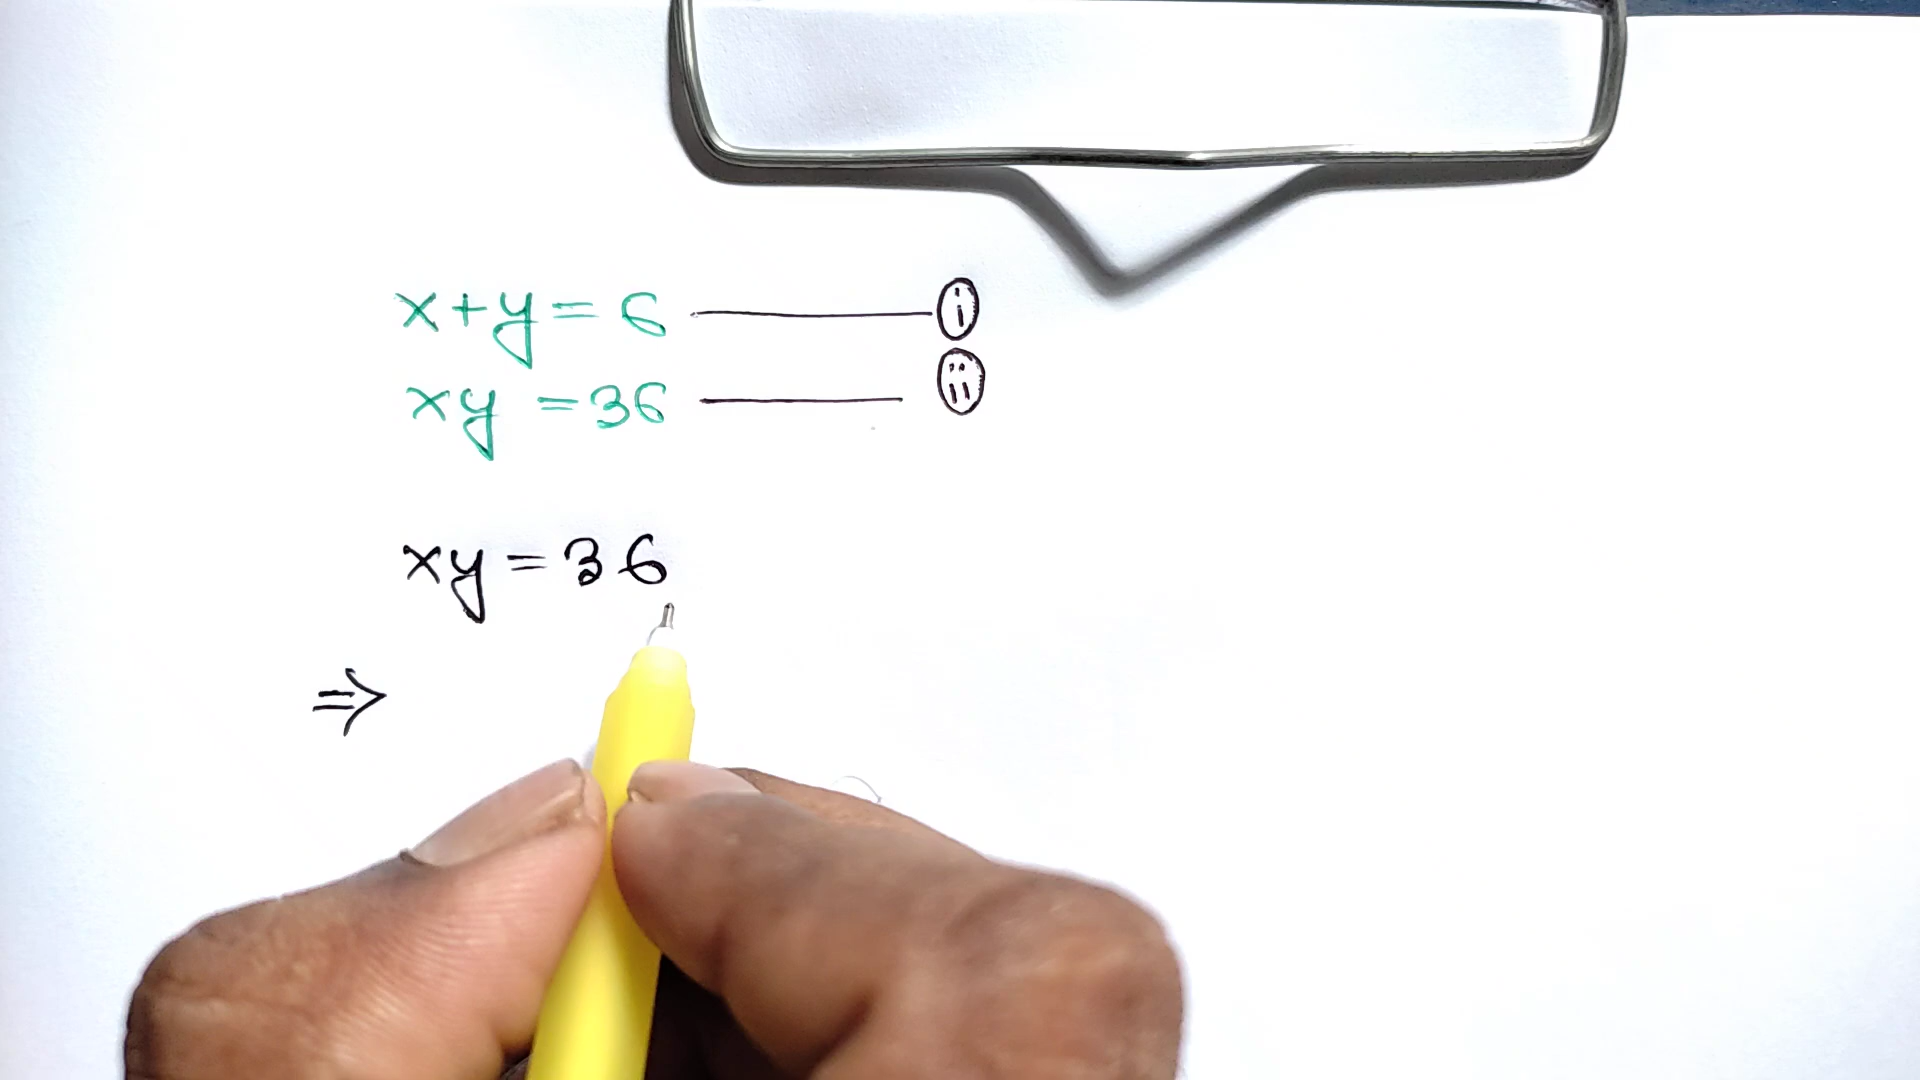 x+y=6 ——— (i)
xy=36 ——— (ii)
xy=36
⇒